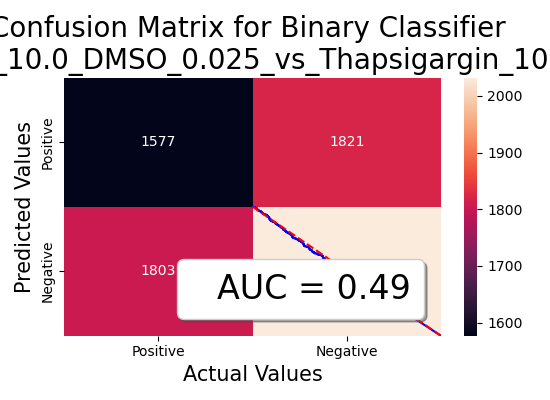 Confusion Matrix for Binary Classifier
_10.0_DMSO_0.025_vs_Thapsigargin_10
Predicted Values
Positive
Negative
1577
1821
1803
AUC = 0.49
Positive
Negative
Actual Values
2000
1900
1800
1700
1600